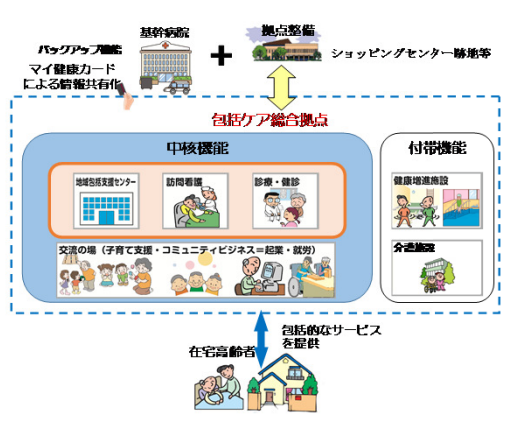 基幹病院
拠点整備
バックアップ機能
ショッピングセンター跡地等
マイ健康カード
による情報共有化
包括ケア総合拠点
中核機能
付帯機能
地域包括支援センター
訪問看護
診療・健診
健康増進施設
交流の場（子育て支援・コミュニティビジネス＝起業・就労）
介護施設
包括的なサービス
を提供
在宅高齢者